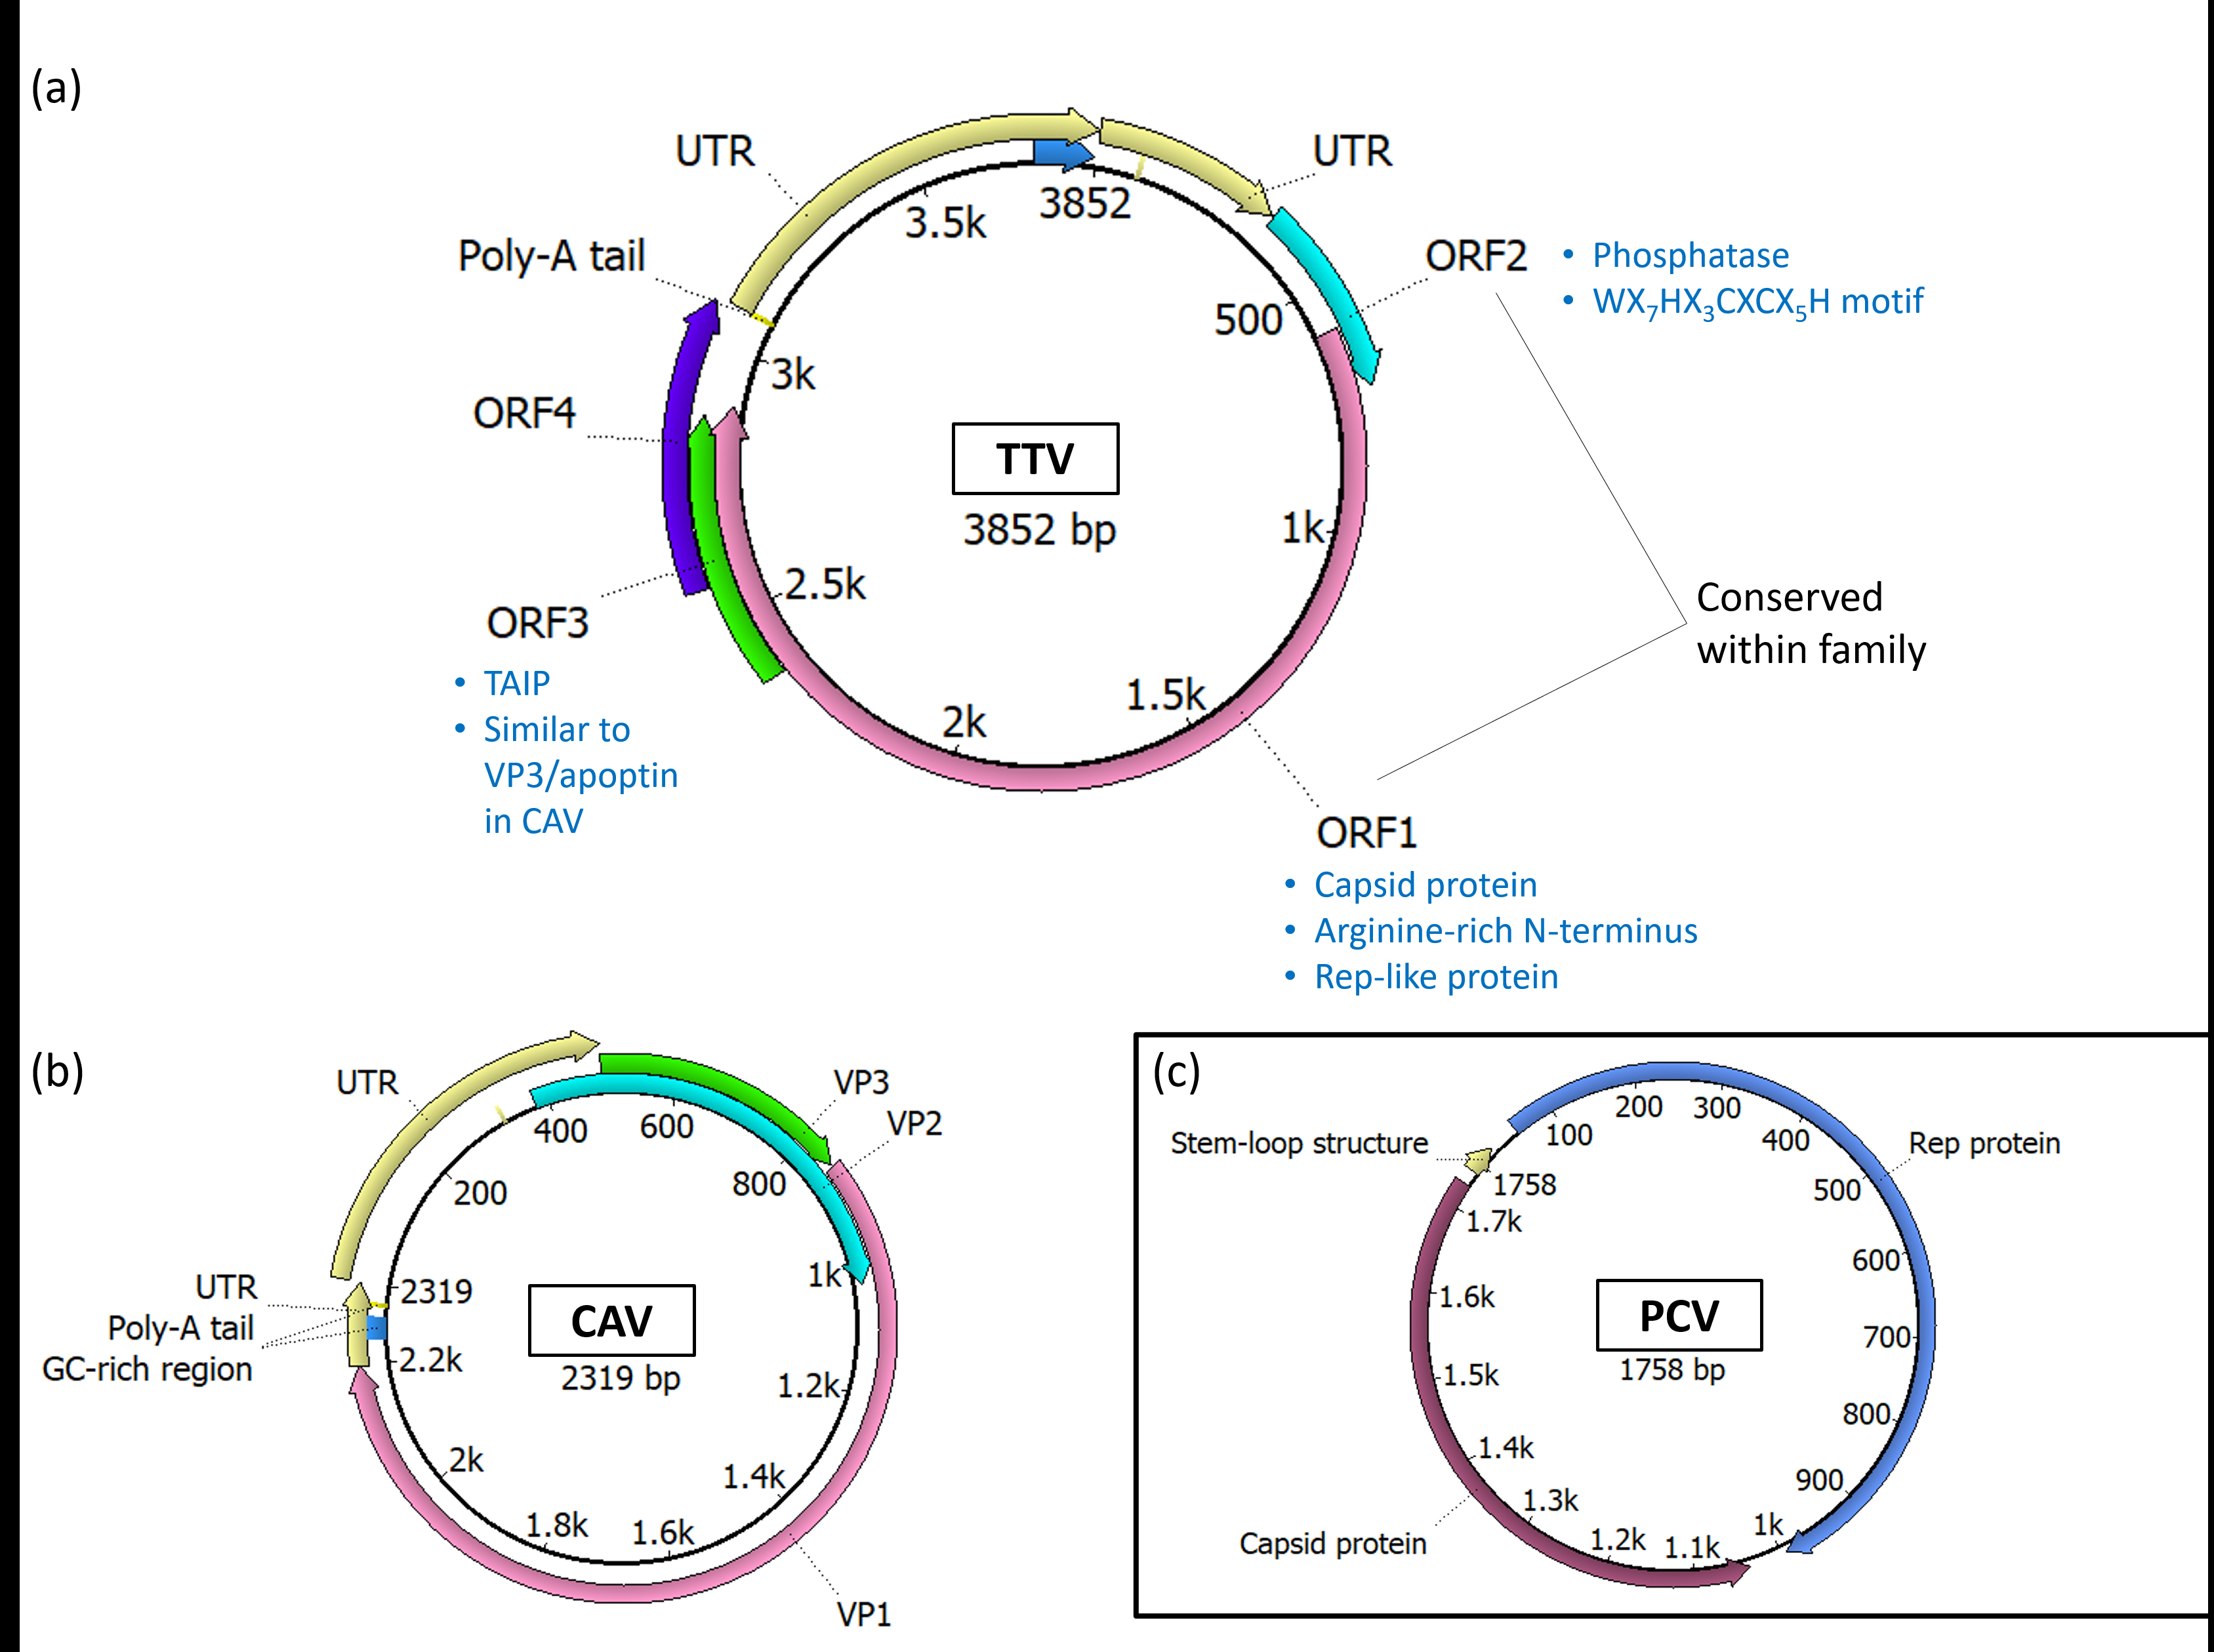 (a)
UTR
UTR
3852
3.5k
Poly-A tail
ORF2
• Phosphatase
• WX7HX3CXCX5H motif
500
3k
ORF4
TTV
3852 bp
1k
2.5k
Conserved
within family
ORF3
• TAIP
• Similar to
VP3/apoptin
in CAV
1.5k
2k
ORF1
• Capsid protein
• Arginine-rich N-terminus
• Rep-like protein
(b)
UTR
VP3
VP2
400
600
800
200
1k
UTR
Poly-A tail
GC-rich region
2319
2.2k
CAV
2319 bp
1.2k
1.4k
2k
1.8k
1.6k
VP1
(c)
Stem-loop structure
Rep protein
100
200
300
400
500
600
700
800
900
1k
1.1k
1.2k
1.3k
1.4k
1.5k
1.6k
1.7k
1758
PCV
1758 bp
Capsid protein